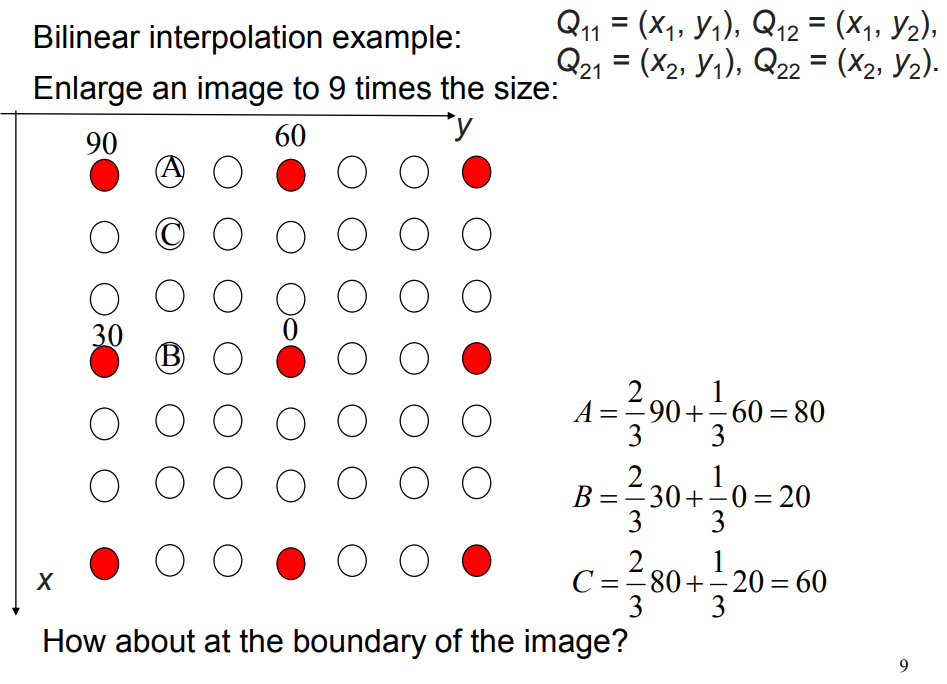 Bilinear interpolation example:
Q₁₁ = (x₁, y₁), Q₁₂ = (x₁, y₂),
Q₂₁ = (x₂, y₁), Q₂₂ = (x₂, y₂).
Enlarge an image to 9 times the size:
y
90 60
A
C
30 0
B
A = 2/3 90 + 1/3 60 = 80
B = 2/3 30 + 1/3 0 = 20
C = 2/3 80 + 1/3 20 = 60
x
How about at the boundary of the image?
9